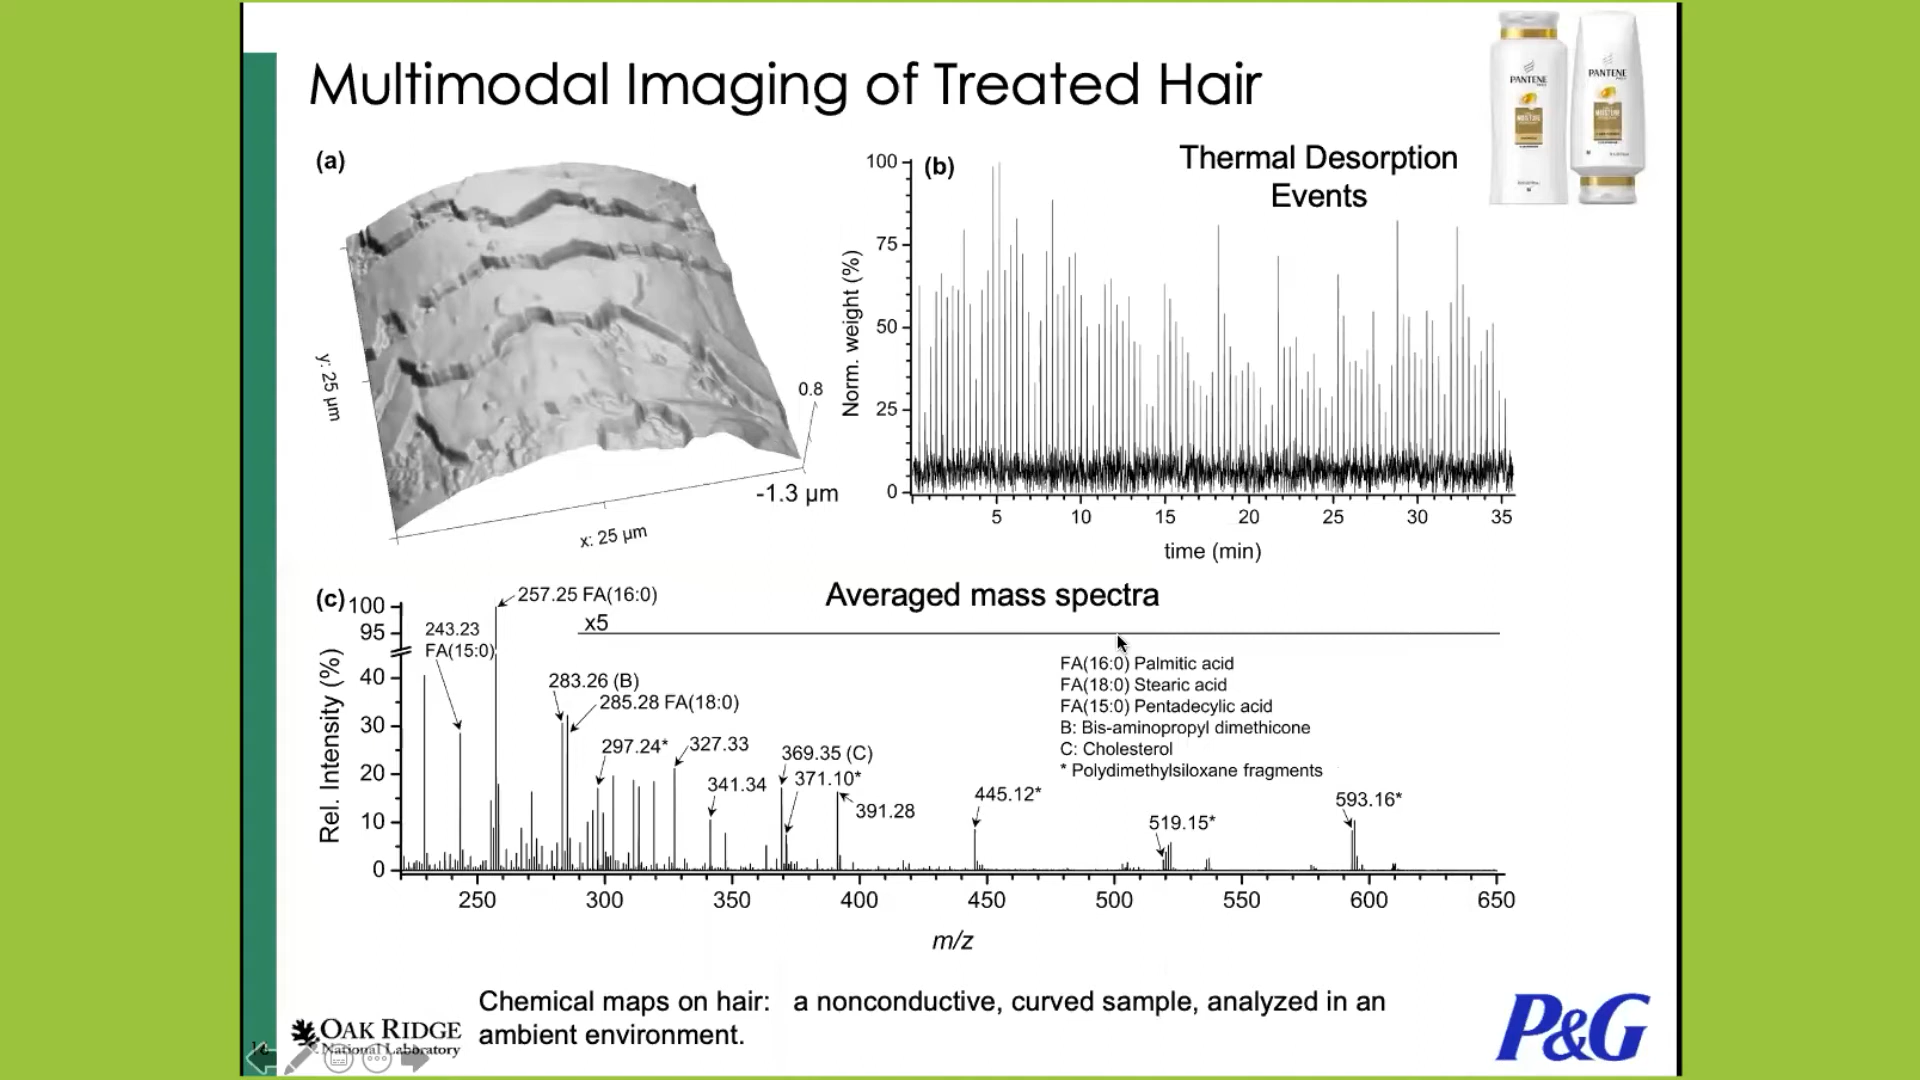 Multimodal Imaging of Treated Hair
PANTENE
PANTENE
MOISTURE
MOISTURE
(a)
y: 25 µm
x: 25 µm
0.8
-1.3 µm
(b)
Thermal Desorption
Events
Norm. weight (%)
100
75
50
25
0
5 10 15 20 25 30 35
time (min)
(c)
Averaged mass spectra
Rel. Intensity (%)
100
95
40
30
20
10
0
243.23
FA(15:0)
257.25 FA(16:0)
x5
283.26 (B)
285.28 FA(18:0)
297.24*
327.33
341.34
369.35 (C)
371.10*
391.28
445.12*
519.15*
593.16*
FA(16:0) Palmitic acid
FA(18:0) Stearic acid
FA(15:0) Pentadecylic acid
B: Bis-aminopropyl dimethicone
C: Cholesterol
* Polydimethylsiloxane fragments
250 300 350 400 450 500 550 600 650
m/z
Chemical maps on hair: a nonconductive, curved sample, analyzed in an
ambient environment.
OAK RIDGE
National Laboratory
P&G